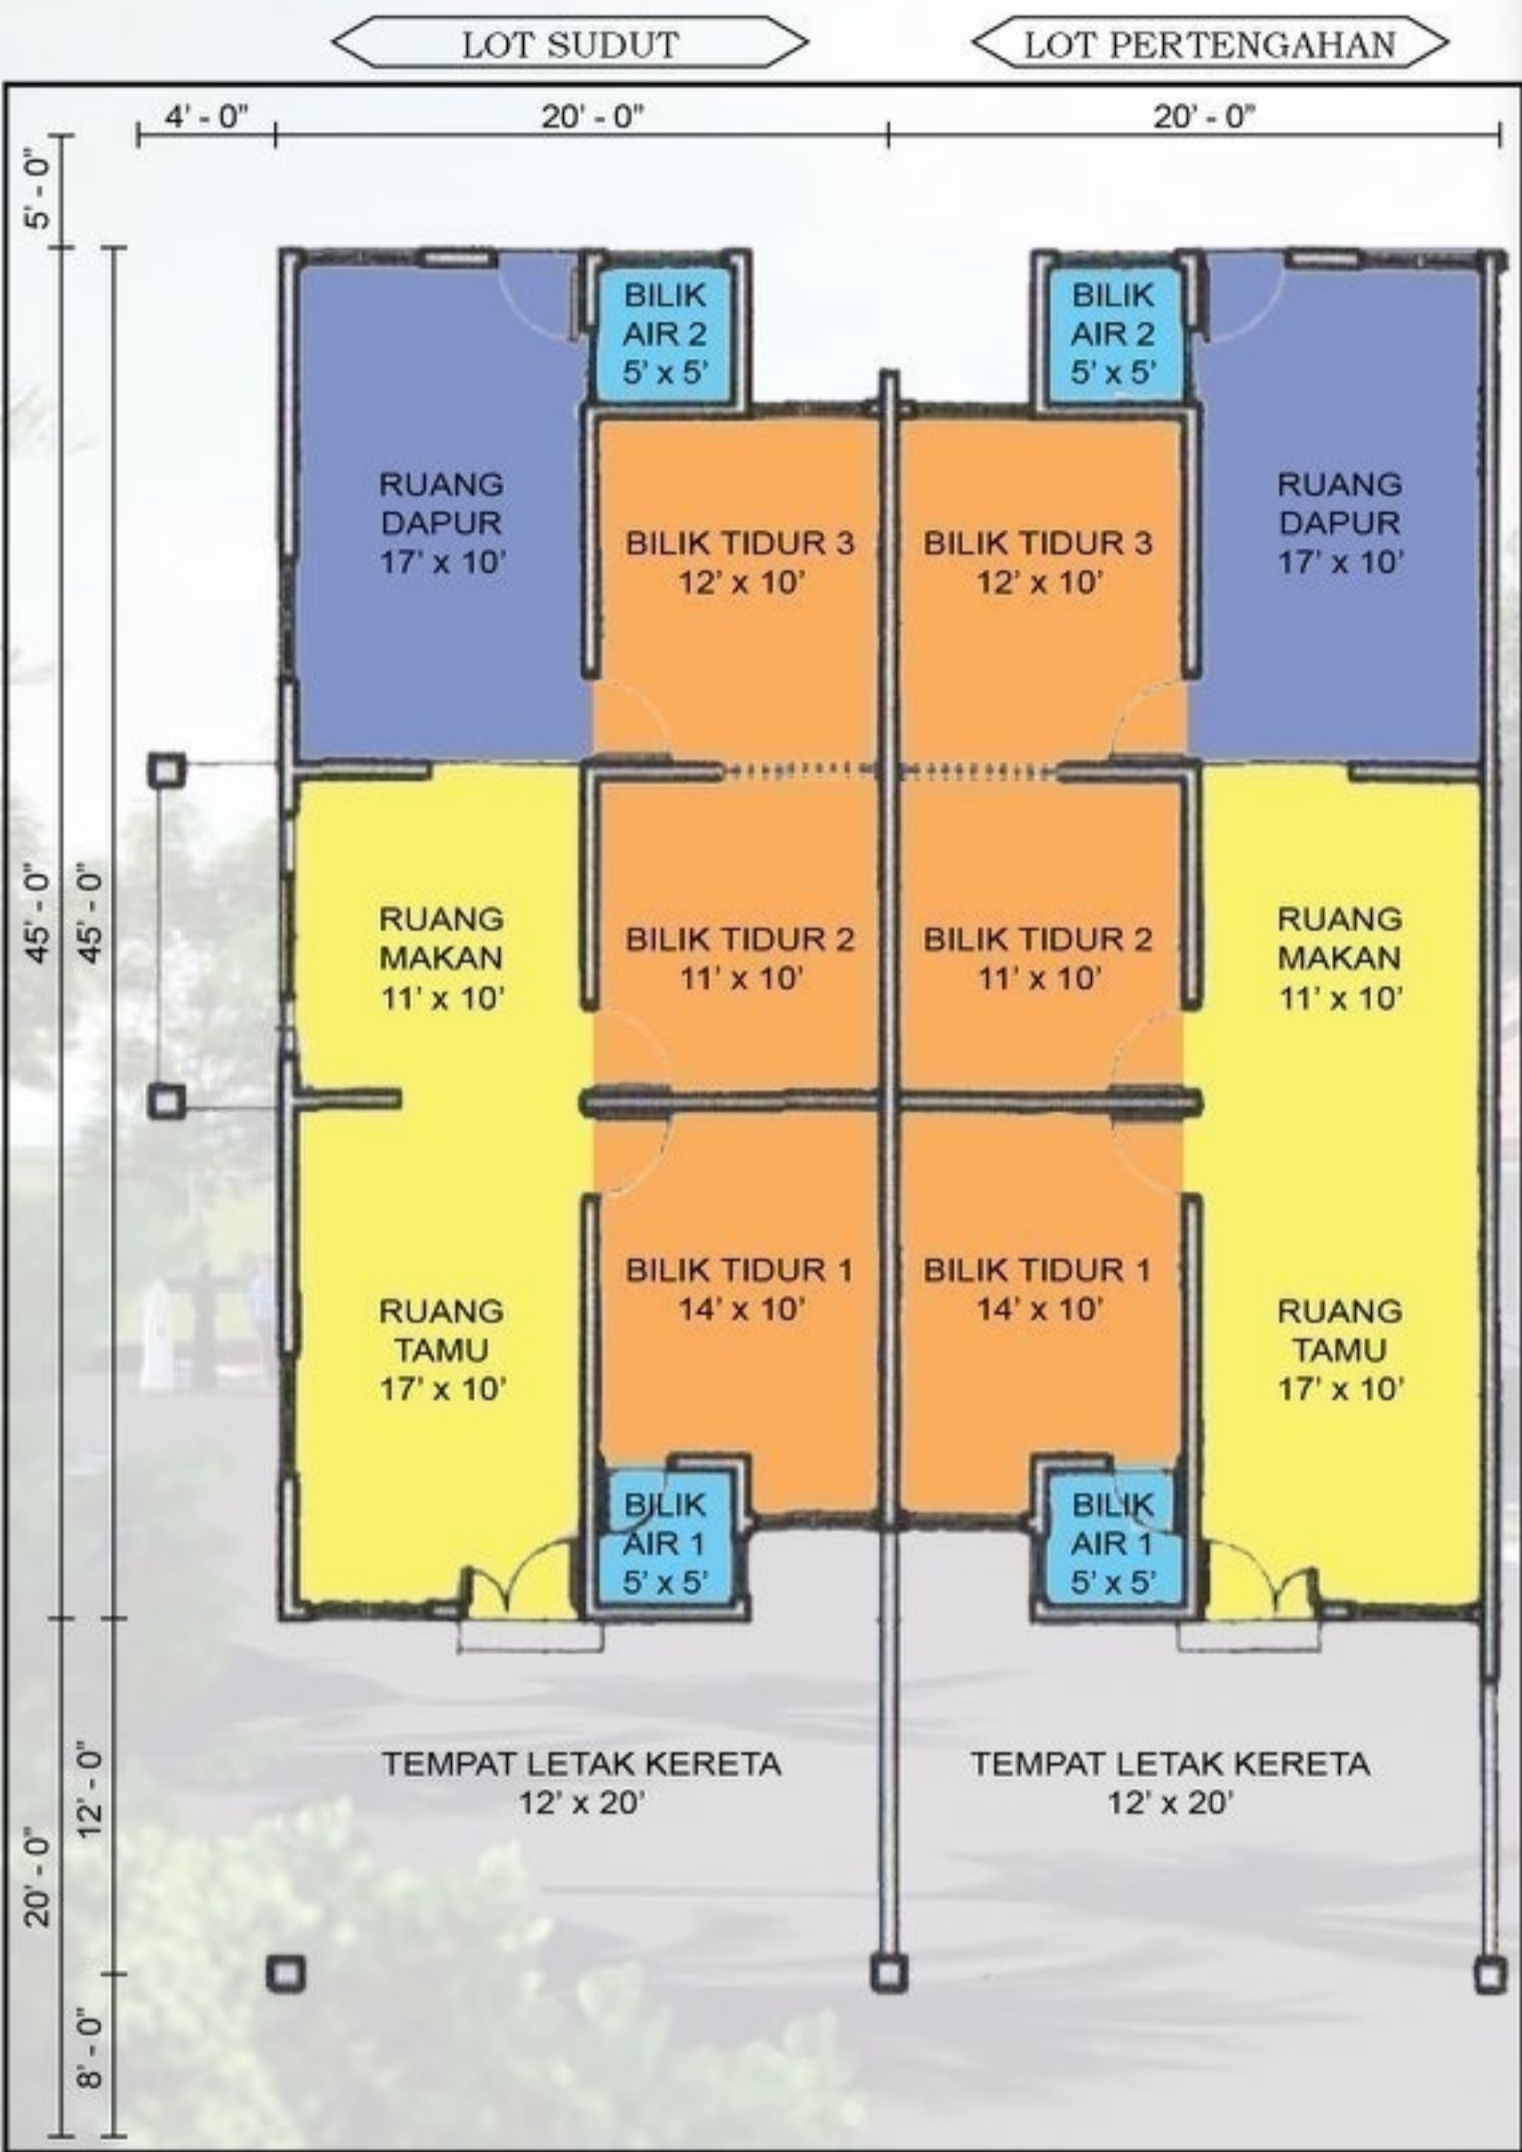 LOT SUDUT
LOT PERTENGAHAN
4' - 0"
20' - 0"
20' - 0"
5' - 0"
BILIK
AIR 2
5' x 5'
BILIK
AIR 2
5' x 5'
RUANG
DAPUR
17' x 10'
BILIK TIDUR 3
12' x 10'
BILIK TIDUR 3
12' x 10'
RUANG
DAPUR
17' x 10'
45' - 0"
45' - 0"
RUANG
MAKAN
11' x 10'
BILIK TIDUR 2
11' x 10'
BILIK TIDUR 2
11' x 10'
RUANG
MAKAN
11' x 10'
RUANG
TAMU
17' x 10'
BILIK TIDUR 1
14' x 10'
BILIK TIDUR 1
14' x 10'
RUANG
TAMU
17' x 10'
BILIK
AIR 1
5' x 5'
BILIK
AIR 1
5' x 5'
TEMPAT LETAK KERETA
12' x 20'
TEMPAT LETAK KERETA
12' x 20'
20' - 0"
12' - 0"
8' - 0"